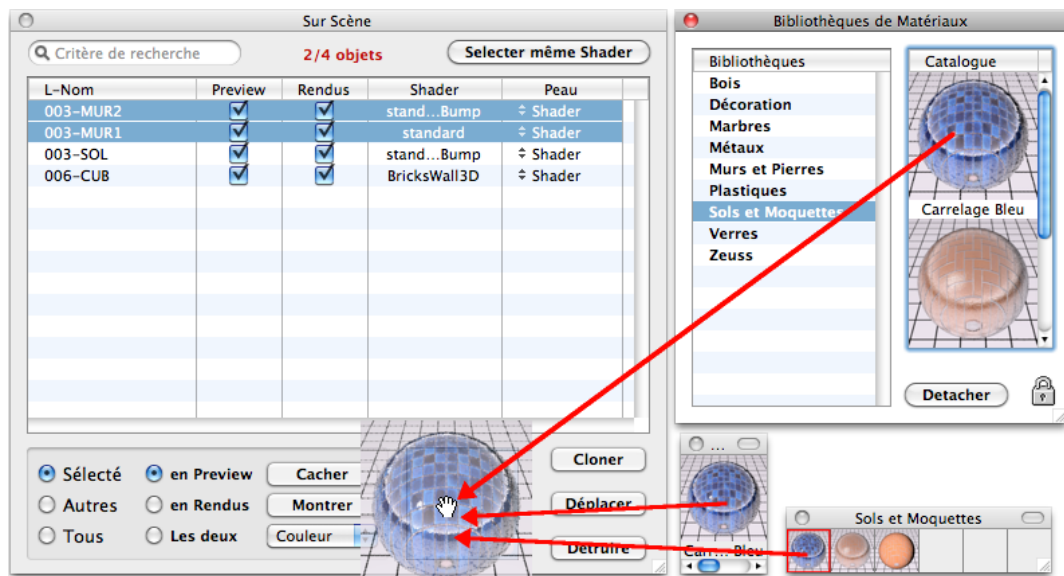 Sur Scène
Critère de recherche
2/4 objets
Selecter même Shader
L-Nom Preview Rendus Shader Peau
003-MUR2 stand...Bump Shader
003-MUR1 standard Shader
003-SOL stand...Bump Shader
006-CUB BricksWall3D Shader
Sélecté en Preview Cacher Cloner
Autres en Rendus Montrer Déplacer
Tous Les deux Couleur Détruire
Bibliothèques de Matériaux
Bibliothèques
Bois
Décoration
Marbres
Métaux
Murs et Pierres
Plastiques
Sols et Moquettes
Verres
Zeuss
Catalogue
Carrelage Bleu
Detacher
...
Carr... Bleu
Sols et Moquettes